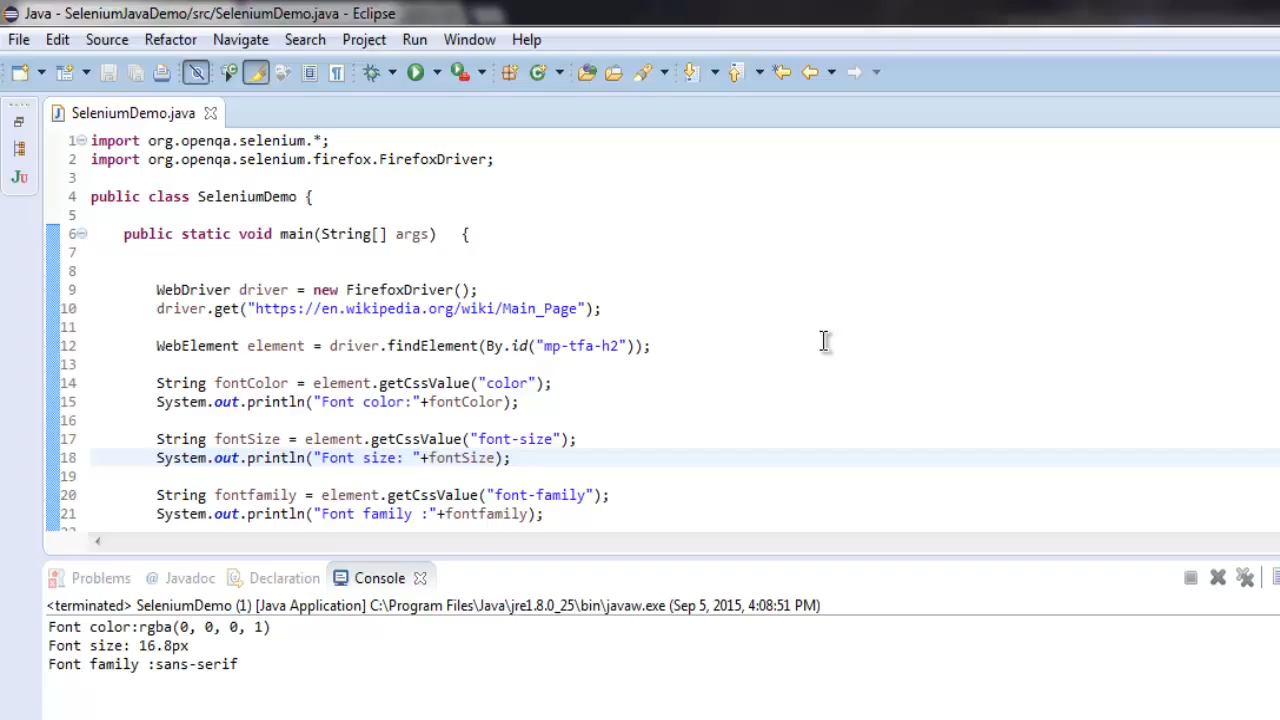 Java - SeleniumJavaDemo/src/SeleniumDemo.java - Eclipse
File Edit Source Refactor Navigate Search Project Run Window Help
SeleniumDemo.java
1 import org.openqa.selenium.*;
2 import org.openqa.selenium.firefox.FirefoxDriver;
3
4 public class SeleniumDemo {
5
6 public static void main(String[] args) {
7
8
9 WebDriver driver = new FirefoxDriver();
10 driver.get("https://en.wikipedia.org/wiki/Main_Page");
11
12 WebElement element = driver.findElement(By.id("mp-tfa-h2"));
13
14 String fontColor = element.getCssValue("color");
15 System.out.println("Font color:"+fontColor);
16
17 String fontSize = element.getCssValue("font-size");
18 System.out.println("Font size: "+fontSize);
19
20 String fontfamily = element.getCssValue("font-family");
21 System.out.println("Font family :"+fontfamily);
Problems @ Javadoc Declaration Console
<terminated> SeleniumDemo (1) [Java Application] C:\Program Files\Java\jre1.8.0_25\bin\javaw.exe (Sep 5, 2015, 4:08:51 PM)
Font color:rgba(0, 0, 0, 1)
Font size: 16.8px
Font family :sans-serif